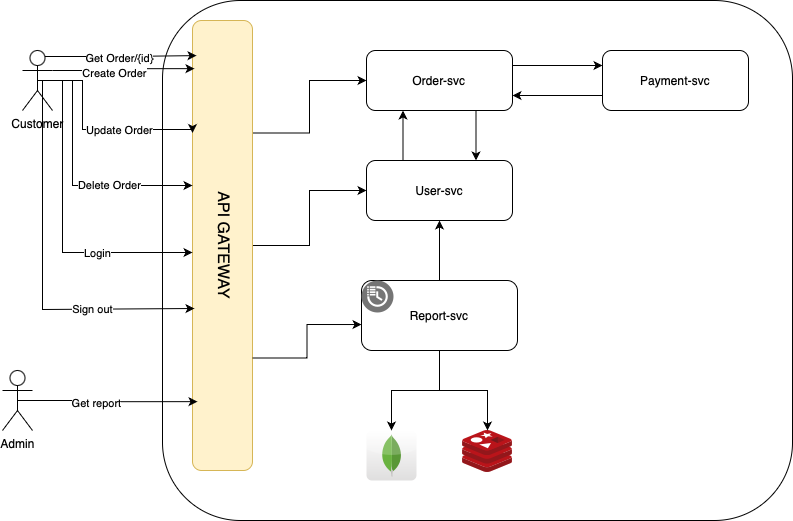 Get Order/{id}
Create Order
Customer
Update Order
Delete Order
Login
Sign out
Get report
Admin
API GATEWAY
Order-svc
Payment-svc
User-svc
Report-svc